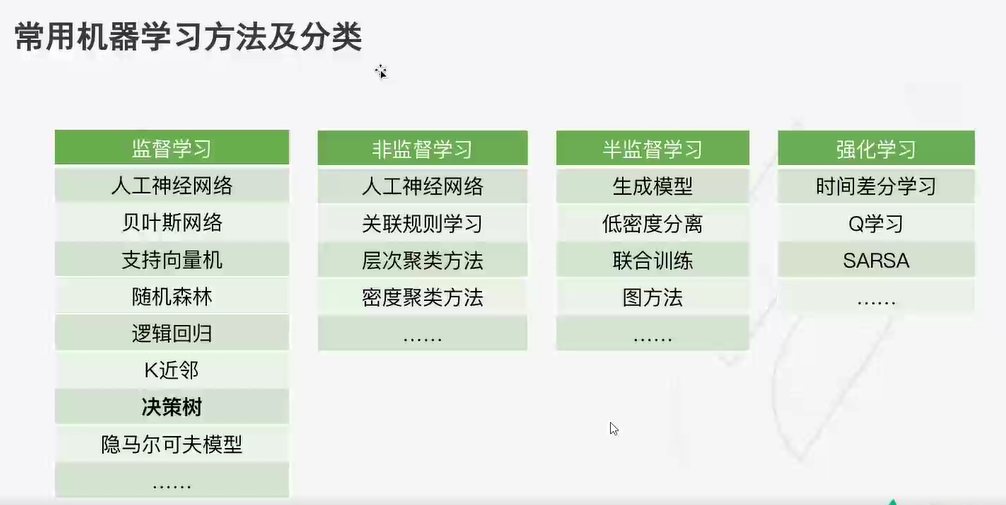 常用机器学习方法及分类
监督学习
人工神经网络
贝叶斯网络
支持向量机
随机森林
逻辑回归
K近邻
决策树
隐马尔可夫模型
……
非监督学习
人工神经网络
关联规则学习
层次聚类方法
密度聚类方法
……
半监督学习
生成模型
低密度分离
联合训练
图方法
……
强化学习
时间差分学习
Q学习
SARSA
……